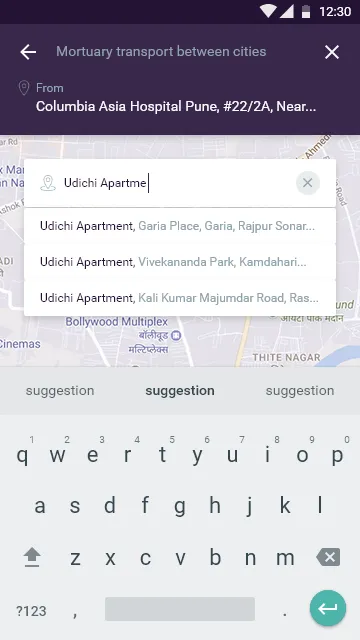 12:30
Mortuary transport between cities
From
Columbia Asia Hospital Pune, #22/2A, Near...
Ahmed
Udichi Apartme
Udichi Apartment, Garia Place, Garia, Rajpur Sonar...
Udichi Apartment, Vivekananda Park, Kamdahari...
Udichi Apartment, Kali Kumar Majumdar Road, Ras...
Bollywood Multiplex
बॉलीवूड
मल्टिप्लेक्स
Cinemas
THITE NAGAR
suggestion suggestion suggestion
1 2 3 4 5 6 7 8 9 0
q w e r t y u i o p
a s d f g h j k l
z x c v b n m
?123 , .